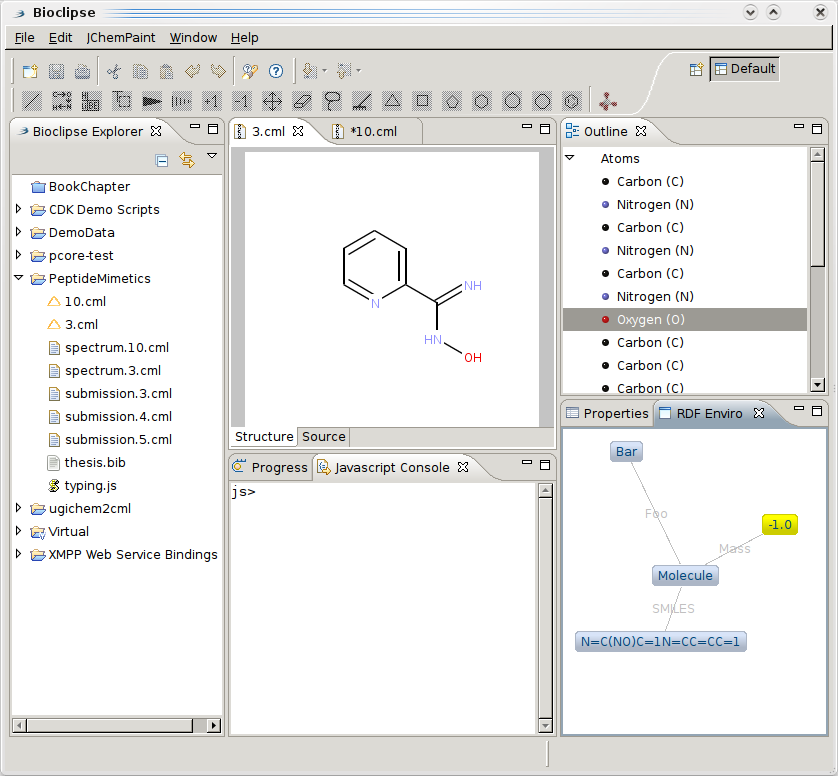 Bioclipse
File Edit JChemPaint Window Help
+1 -1
Default
Bioclipse Explorer
BookChapter
CDK Demo Scripts
DemoData
pcore-test
PeptideMimetics
10.cml
3.cml
spectrum.10.cml
spectrum.3.cml
submission.3.cml
submission.4.cml
submission.5.cml
thesis.bib
typing.js
ugichem2cml
Virtual
XMPP Web Service Bindings
3.cml *10.cml
NH
N
HN
OH
Structure Source
Progress Javascript Console
js>
Outline
Atoms
Carbon (C)
Nitrogen (N)
Carbon (C)
Nitrogen (N)
Carbon (C)
Nitrogen (N)
Oxygen (O)
Carbon (C)
Carbon (C)
Carbon (C)
Properties RDF Enviro
Bar
Foo
-1.0
Mass
Molecule
SMILES
N=C(NO)C=1N=CC=CC=1